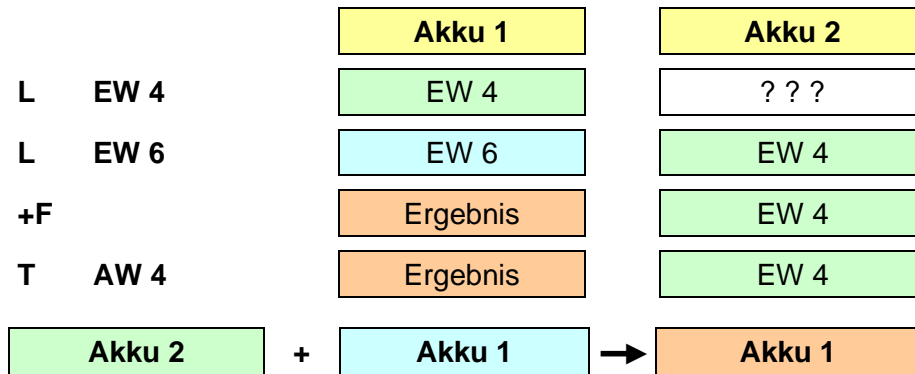 Akku 1 Akku 2
L EW 4 EW 4 ? ? ?
L EW 6 EW 6 EW 4
+F Ergebnis EW 4
T AW 4 Ergebnis EW 4
Akku 2 + Akku 1 Akku 1